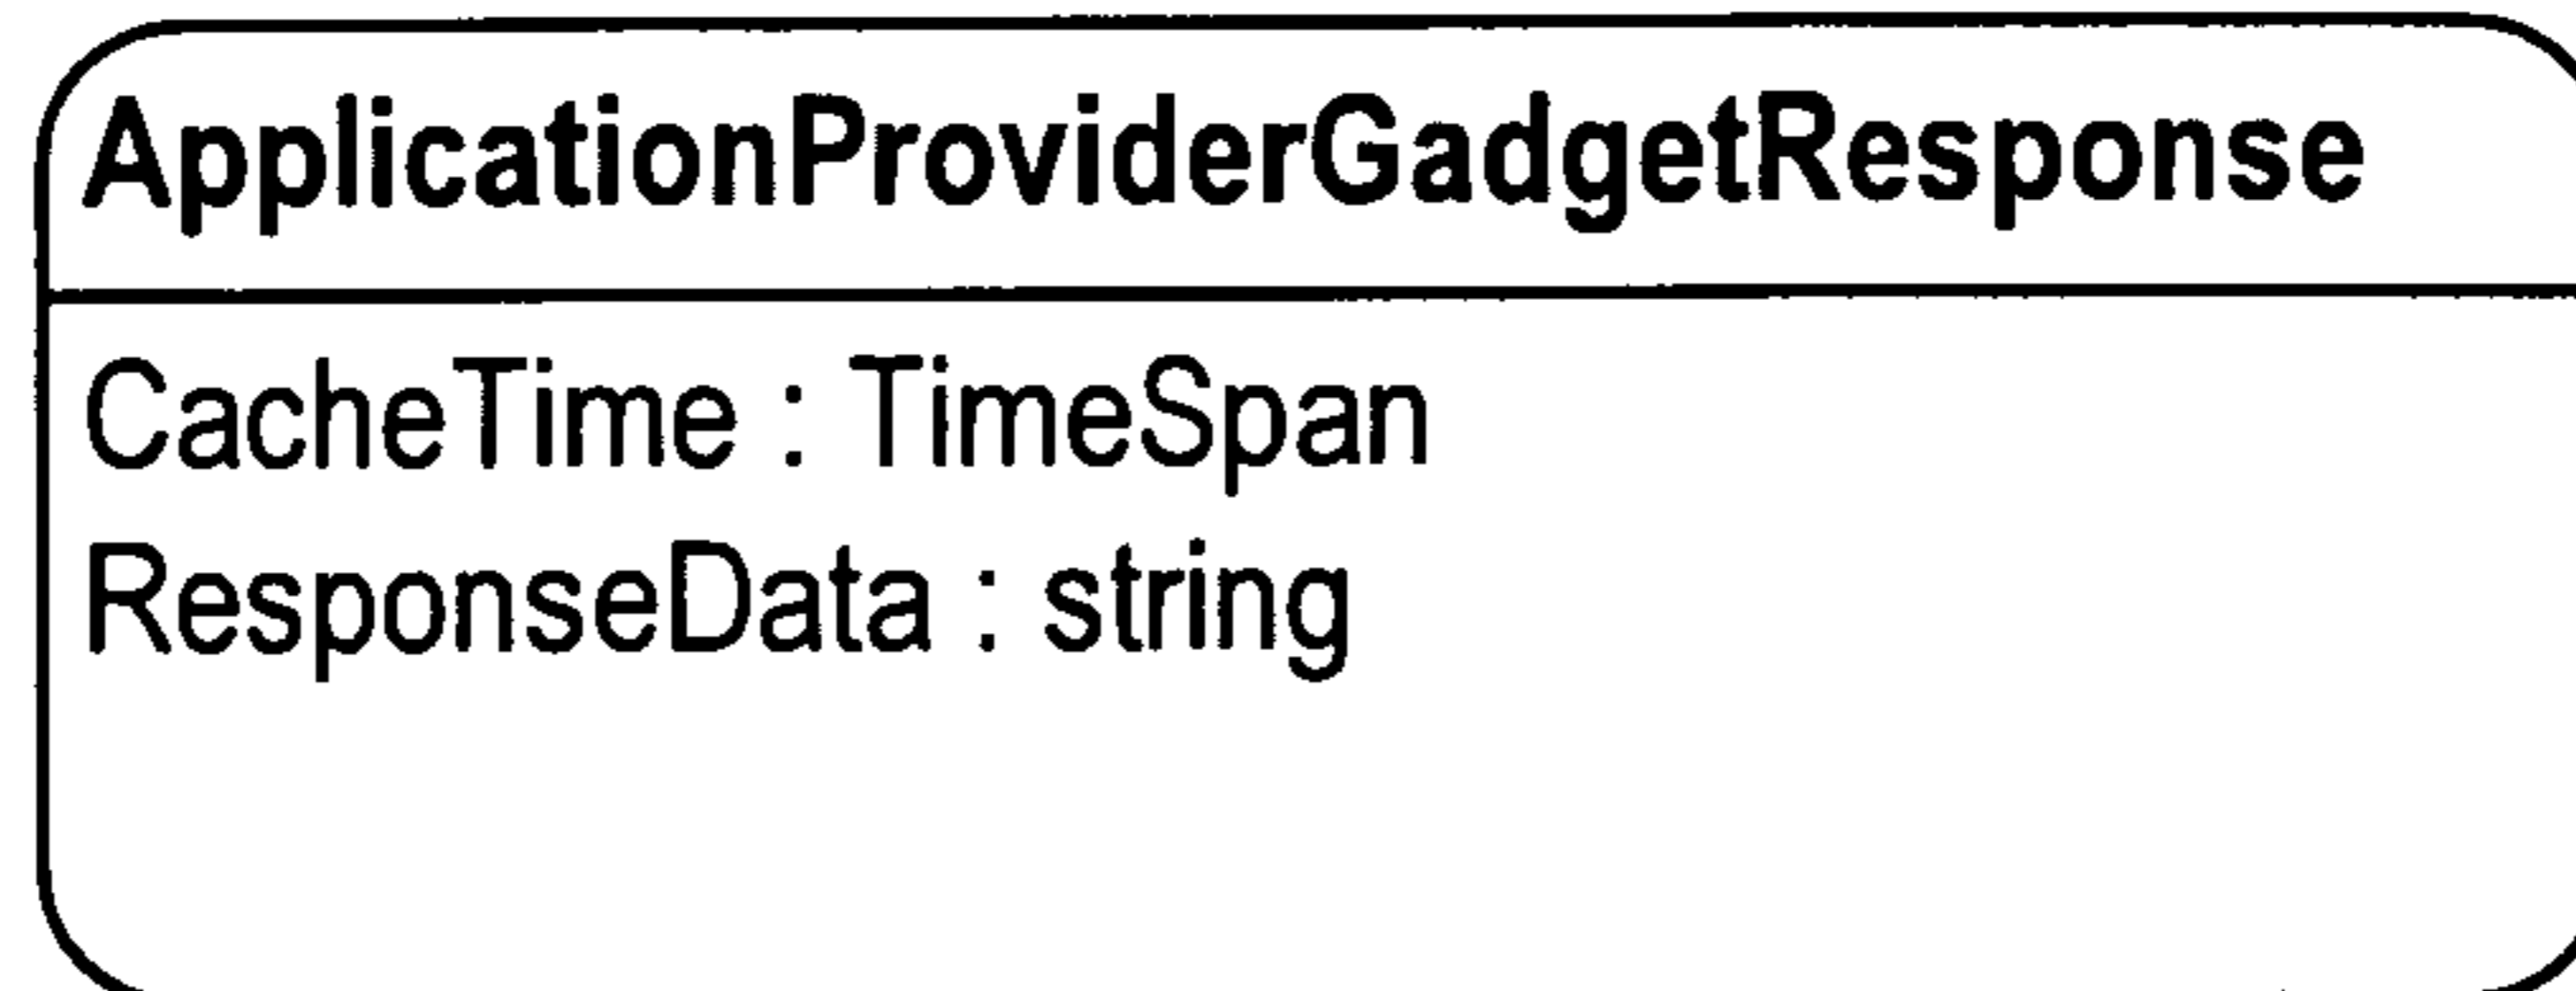 ApplicationProviderGadgetResponse
CacheTime : TimeSpan
ResponseData : string